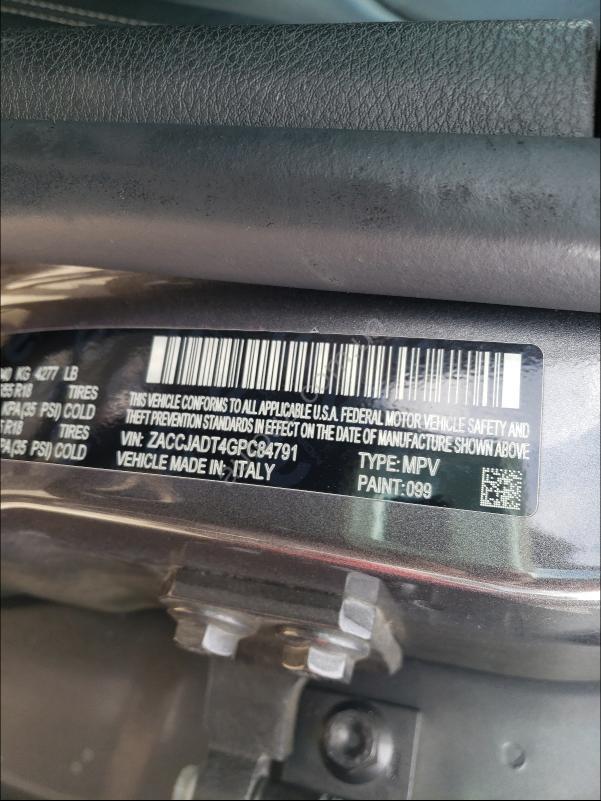 KG 4277 LB
R18 TIRES
KPA(35 PSI) COLD
R18 TIRES
PA(35 PSI) COLD
THIS VEHICLE CONFORMS TO ALL APPLICABLE U.S.A. FEDERAL MOTOR VEHICLE SAFETY AND
THEFT PREVENTION STANDARDS IN EFFECT ON THE DATE OF MANUFACTURE SHOWN ABOVE
VIN: ZACCJADT4GPC84791 TYPE: MPV
VEHICLE MADE IN: ITALY PAINT: 099